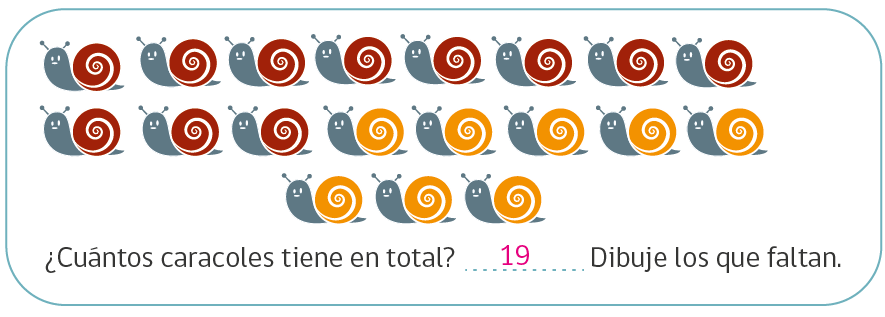 ¿Cuántos caracoles tiene en total? 19 Dibuje los que faltan.